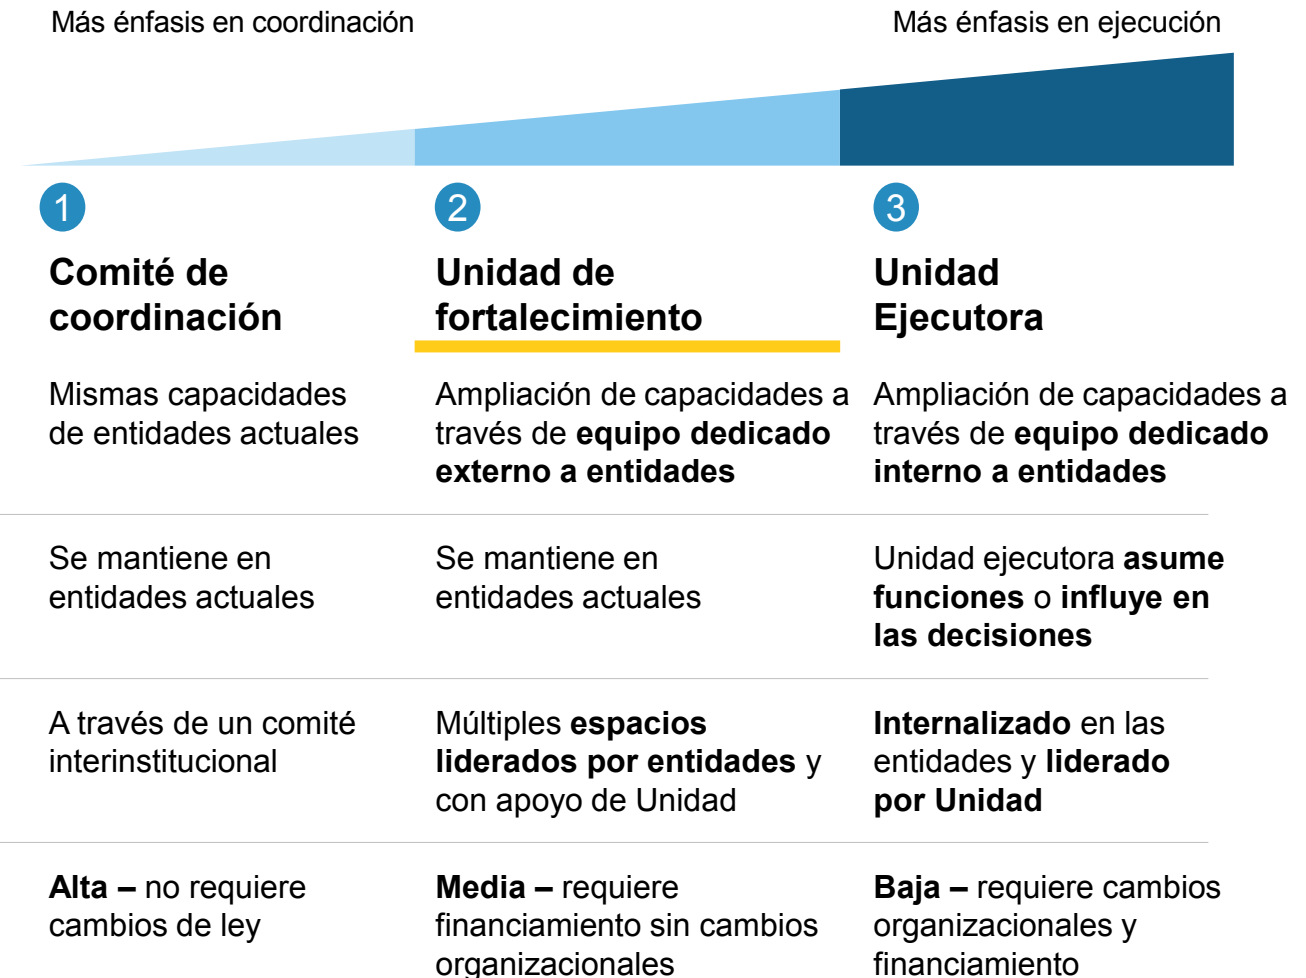 Más énfasis en coordinación
Más énfasis en ejecución
1
2
3
Comité de
coordinación
Unidad de
fortalecimiento
Unidad
Ejecutora
Mismas capacidades
de entidades actuales
Ampliación de capacidades a
través de equipo dedicado
externo a entidades
Ampliación de capacidades a
través de equipo dedicado
interno a entidades
Se mantiene en
entidades actuales
Se mantiene en
entidades actuales
Unidad ejecutora asume
funciones o influye en
las decisiones
A través de un comité
interinstitucional
Múltiples espacios
liderados por entidades y
con apoyo de Unidad
Internalizado en las
entidades y liderado
por Unidad
Alta – no requiere
cambios de ley
Media – requiere
financiamiento sin cambios
organizacionales
Baja – requiere cambios
organizacionales y
financiamiento